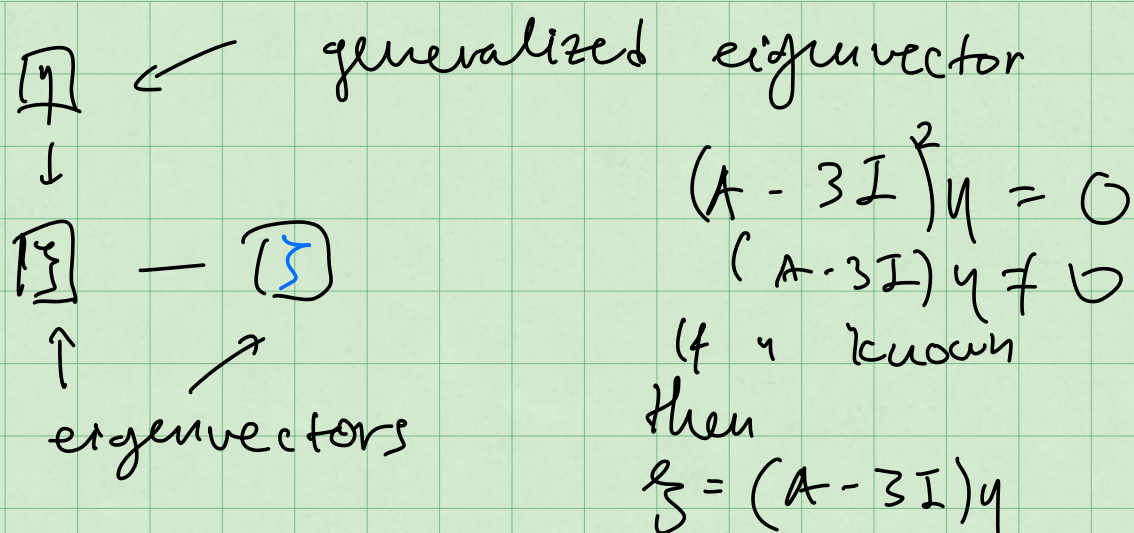 η ← generalized eigenvector
↓
(A - 3I)²η = 0
ξ — ξ
(A - 3I)η ≠ 0
↑ ↗
If η known
eigenvectors
then
ξ = (A - 3I)η